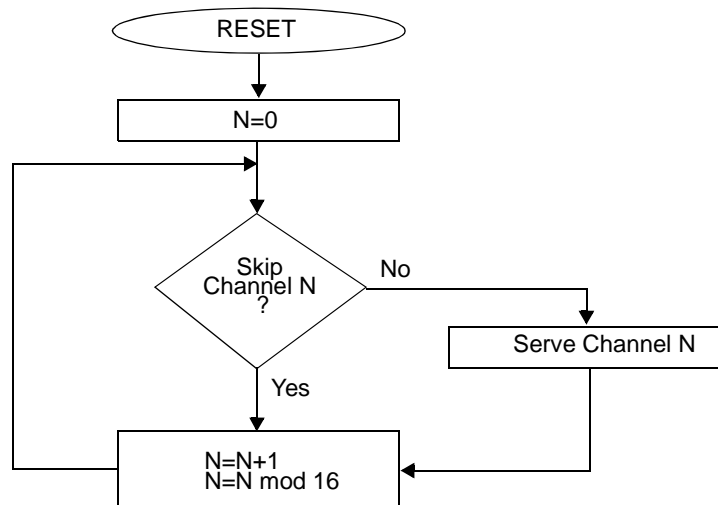 RESET
N=0
Skip
Channel N
?
No
Serve Channel N
Yes
N=N+1
N=N mod 16